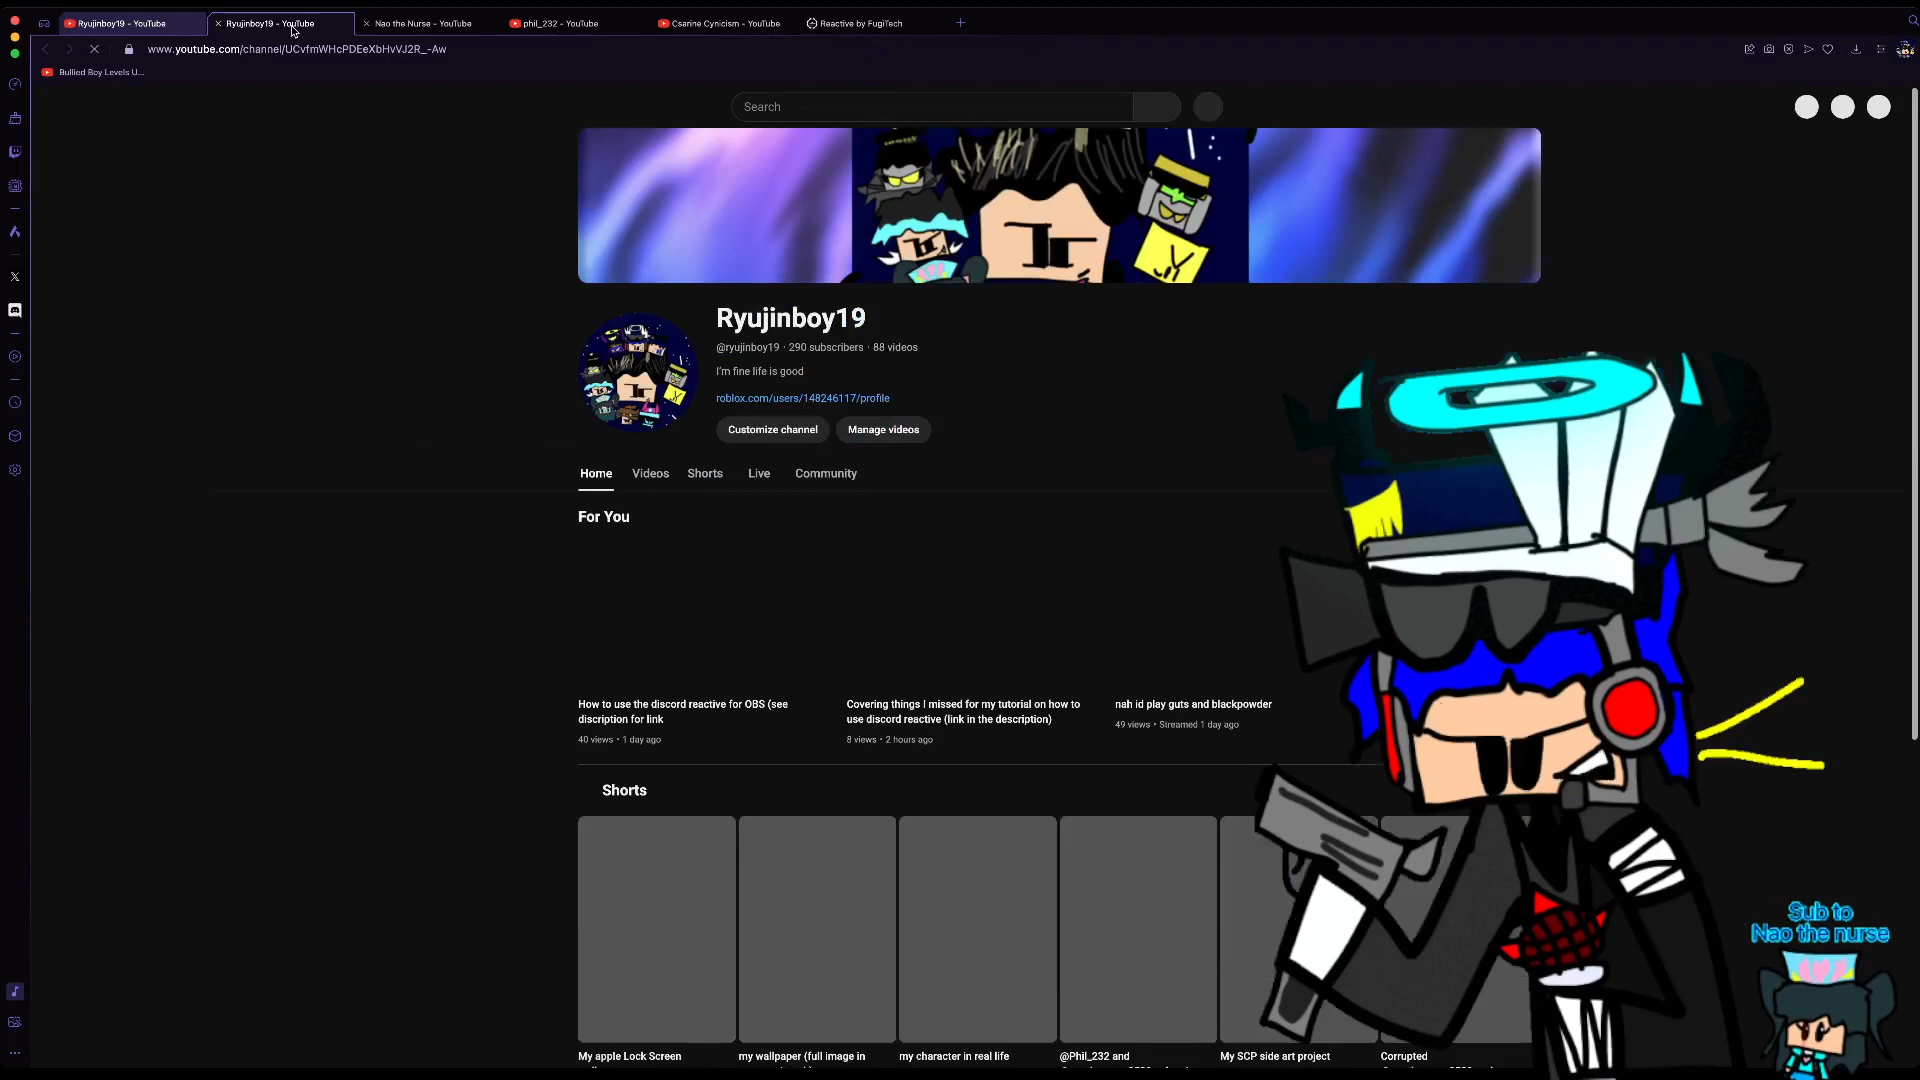 Ryujinboy19 - YouTube
Ryujinboy19 - YouTube
Nao the Nurse - YouTube
phil_232 - YouTube
Csarine Cynicism - YouTube
Reactive by FugiTech
www.youtube.com/channel/UCvfmWHcPDEeXbHvVJ2R_-Aw
Bullied Boy Levels U...
Search
Ryujinboy19
@ryujinboy19 · 290 subscribers · 88 videos
I'm fine life is good
roblox.com/users/148246117/profile
Customize channel
Manage videos
Home
Videos
Shorts
Live
Community
For You
How to use the discord reactive for OBS (see
discription for link
40 views • 1 day ago
Covering things I missed for my tutorial on how to
use discord reactive (link in the description)
8 views • 2 hours ago
nah id play guts and blackpowder
49 views • Streamed 1 day ago
Shorts
Sub to
Nao the nurse
My apple Lock Screen
my wallpaper (full image in
my character in real life
@Phil_232 and
My SCP side art project
Corrupted